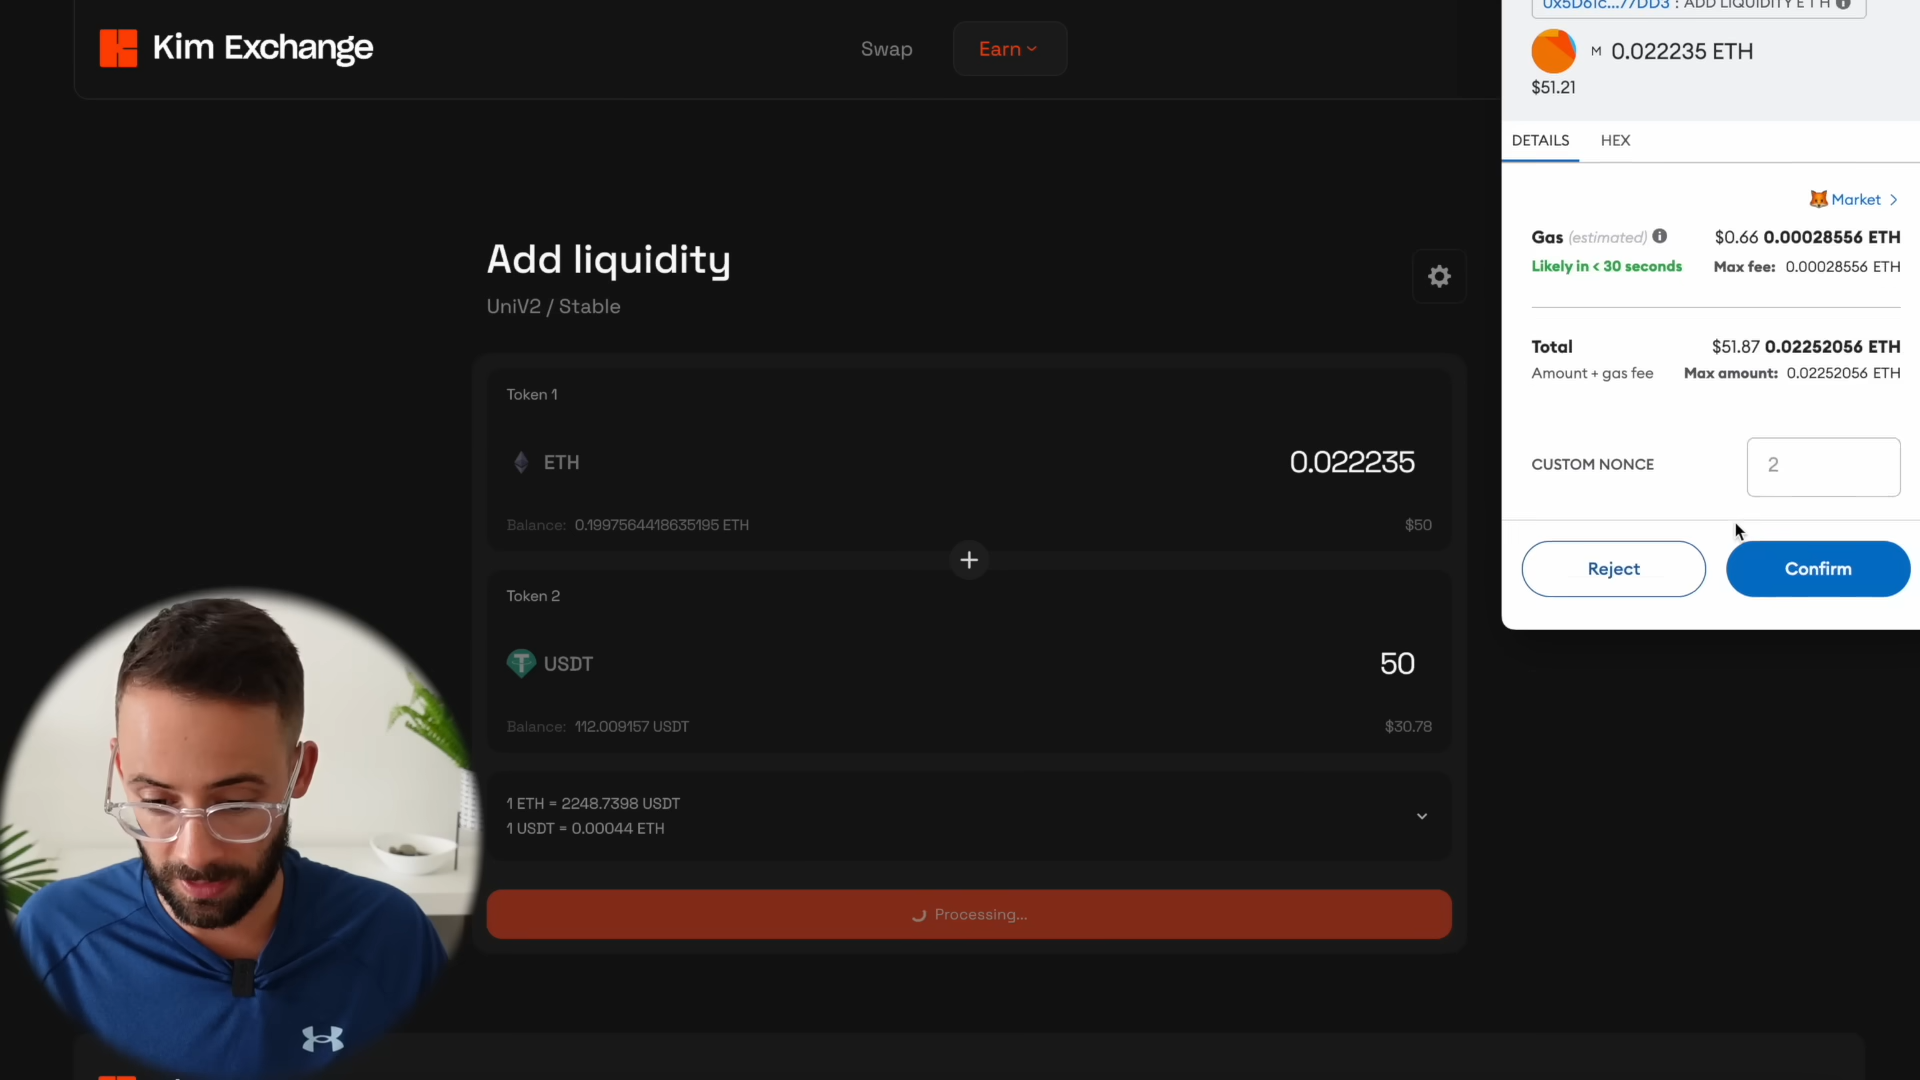 Kim Exchange
Swap
Earn
Add liquidity
UniV2 / Stable
Token 1
ETH
0.022235
Balance: 0.1997564418635195 ETH
$50
+
Token 2
USDT
50
Balance: 112.009157 USDT
$30.78
1 ETH = 2248.7398 USDT
1 USDT = 0.00044 ETH
Processing...
0x5D61c...77DD3 : ADD LIQUIDITY E T H
M 0.022235 ETH
$51.21
DETAILS
HEX
Market >
Gas (estimated) $0.66 0.00028556 ETH
Likely in < 30 seconds Max fee: 0.00028556 ETH
Total $51.87 0.02252056 ETH
Amount + gas fee Max amount: 0.02252056 ETH
CUSTOM NONCE 2
Reject
Confirm